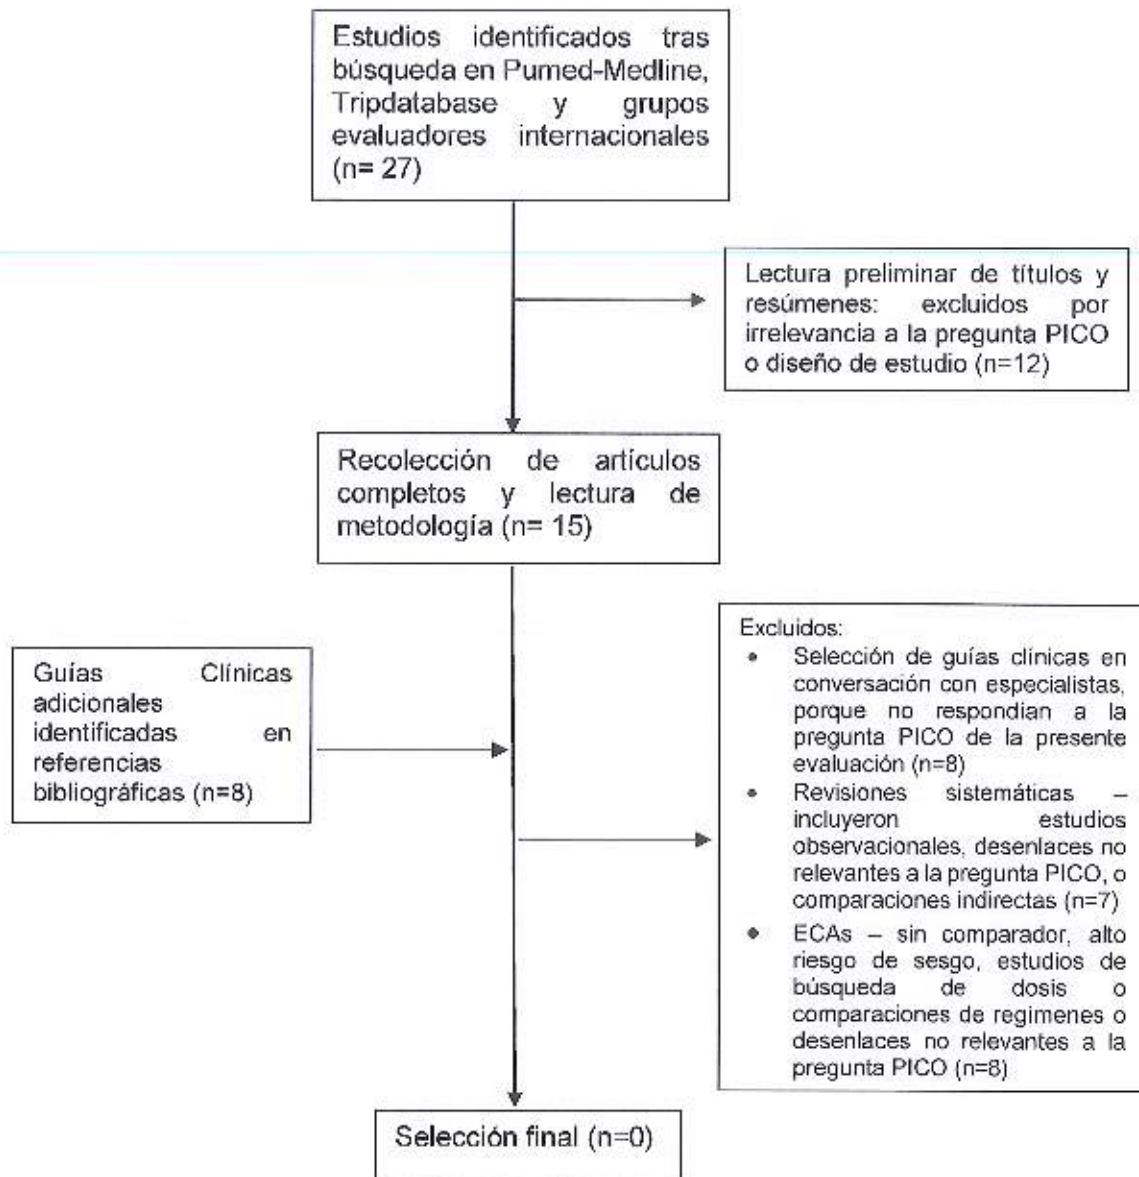 Estudios identificados tras
búsqueda en Pumed-Medline,
Tripdatabase y grupos
evaluadores internacionales
(n= 27)
Lectura preliminar de títulos y
resúmenes: excluidos por
irrelevancia a la pregunta PICO
o diseño de estudio (n=12)
Recolección de artículos
completos y lectura de
metodología (n= 15)
Guías Clínicas
adicionales
identificadas en
referencias
bibliográficas (n=8)
Excluidos:
• Selección de guías clínicas en
conversación con especialistas,
porque no respondian a la
pregunta PICO de la presente
evaluación (n=8)
• Revisiones sistemáticas –
incluyeron estudios
observacionales, desenlaces no
relevantes a la pregunta PICO, o
comparaciones indirectas (n=7)
• ECAs – sin comparador, alto
riesgo de sesgo, estudios de
búsqueda de dosis o
comparaciones de regimenes o
desenlaces no relevantes a la
pregunta PICO (n=8)
Selección final (n=0)